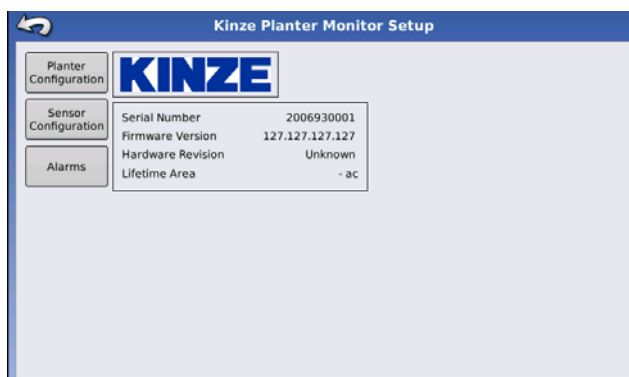 Kinze Planter Monitor Setup
Planter
Configuration
KINZE
Sensor
Configuration
Alarms
Serial Number 2006930001
Firmware Version 127.127.127.127
Hardware Revision Unknown
Lifetime Area - ac